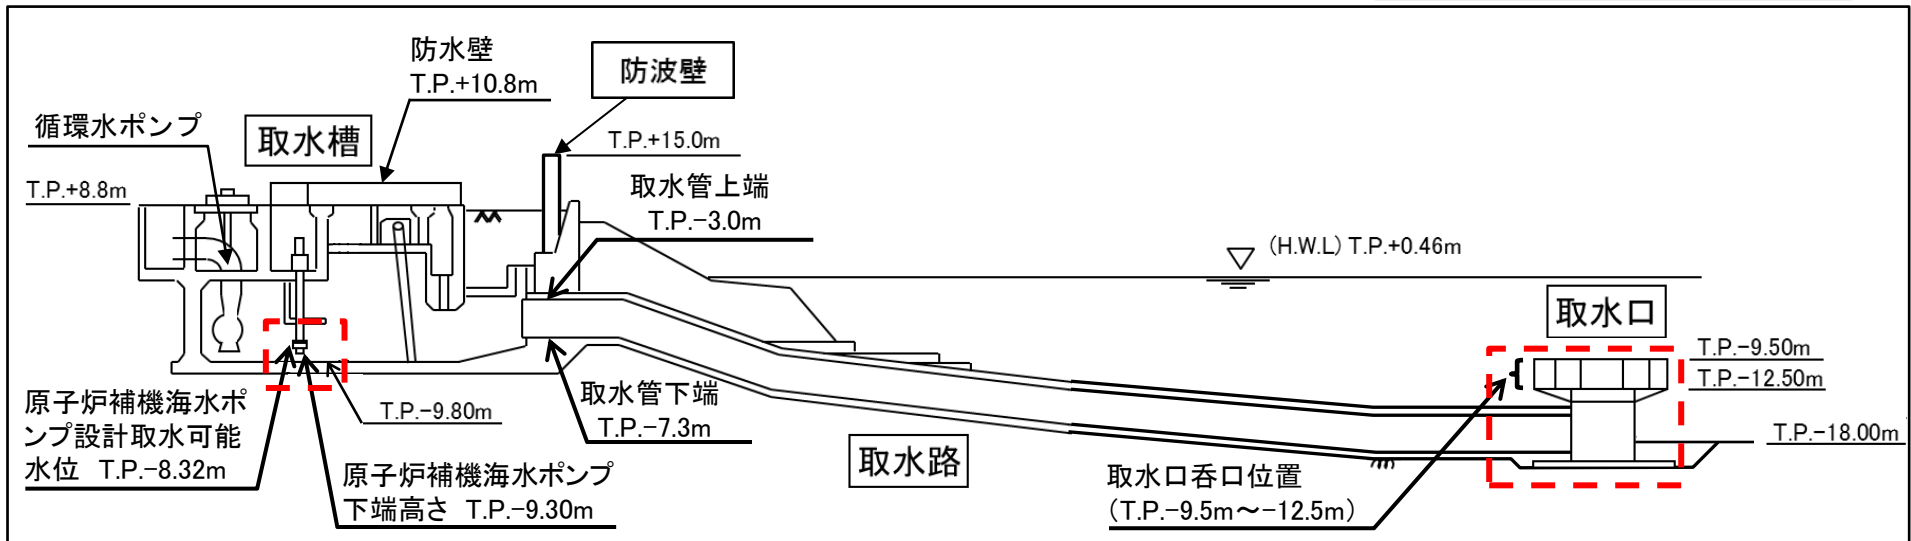 防水壁
T.P.+10.8m
防波壁
循環水ポンプ
取水槽
T.P.+15.0m
T.P.+8.8m
取水管上端
T.P.-3.0m
(H.W.L) T.P.+0.46m
取水口
T.P.-9.50m
T.P.-12.50m
原子炉補機海水ポ
ンプ設計取水可能
水位 T.P.-8.32m
T.P.-9.80m
取水管下端
T.P.-7.3m
T.P.-18.00m
取水路
原子炉補機海水ポンプ
下端高さ T.P.-9.30m
取水口呑口位置
(T.P.-9.5m～-12.5m)